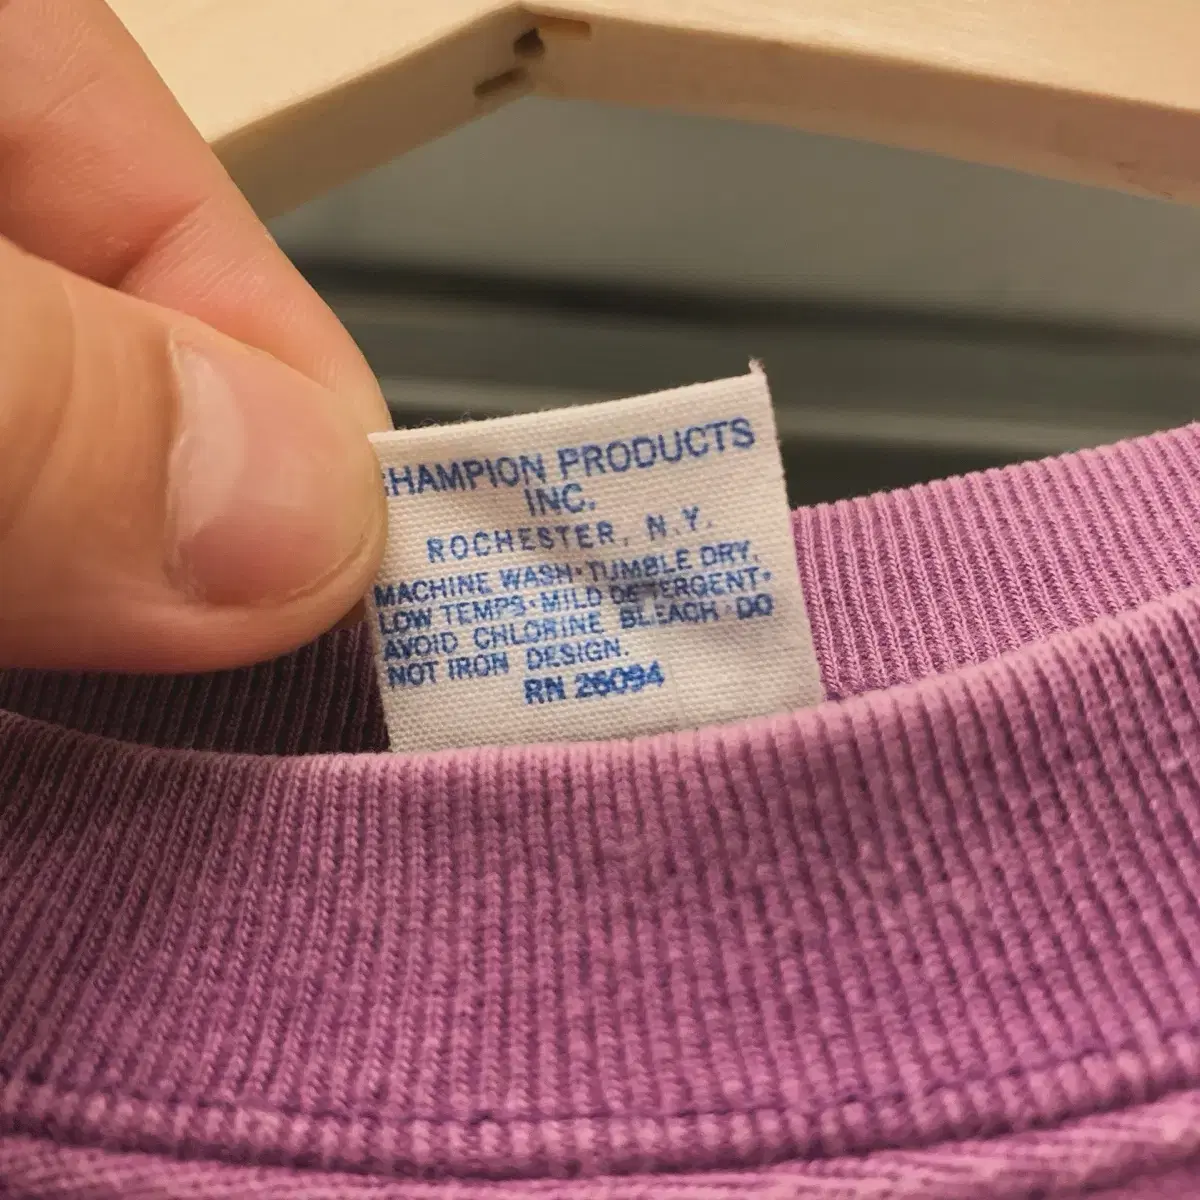 CHAMPION PRODUCTS
INC.
ROCHESTER, N.Y.
MACHINE WASH·TUMBLE DRY.
LOW TEMPS·MILD DETERGENT·
AVOID CHLORINE BLEACH·DO
NOT IRON DESIGN.
RN 26094